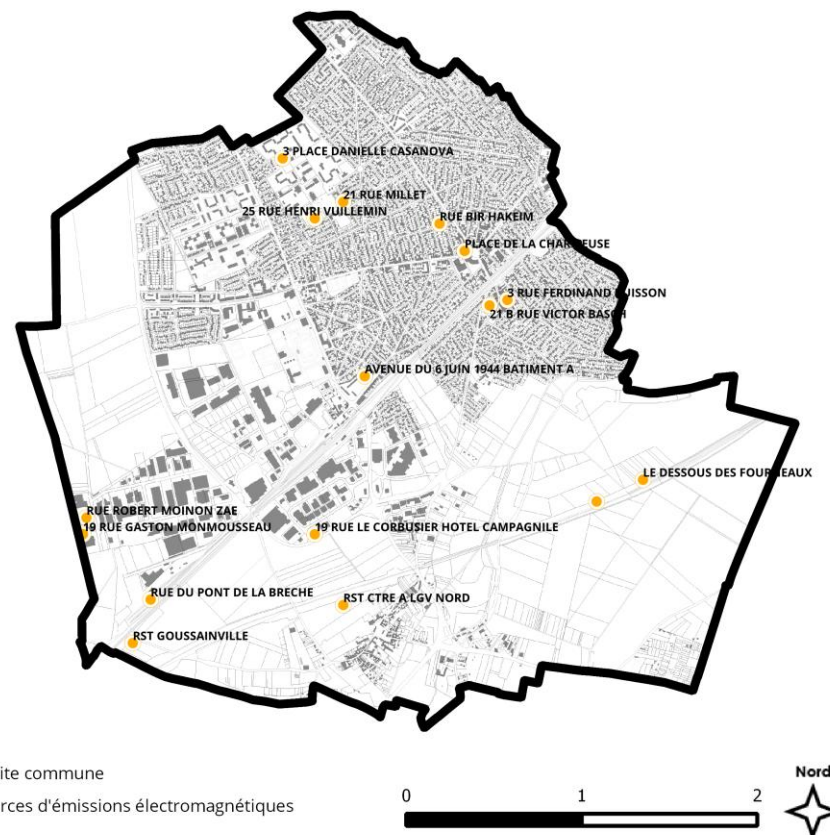 3 PLACE DANIELLE CASANOVA
21 RUE MILLET
25 RUE HENRI VUILLEMIN
RUE BIR HAKEIM
PLACE DE LA CHARMEUSE
3 RUE FERDINAND BUISSON
21 B RUE VICTOR BASCH
AVENUE DU 6 JUIN 1944 BATIMENT A
LE DESSOUS DES FOURNEAUX
RUE ROBERT MOINON ZAE
19 RUE GASTON MONMOUSSEAU
19 RUE LE CORBUSIER HOTEL CAMPAGNILE
RUE DU PONT DE LA BRECHE
RST CTRE A LGV NORD
RST GOUSSAINVILLE
ite commune
Nord
rces d'émissions électromagnétiques
0 1 2